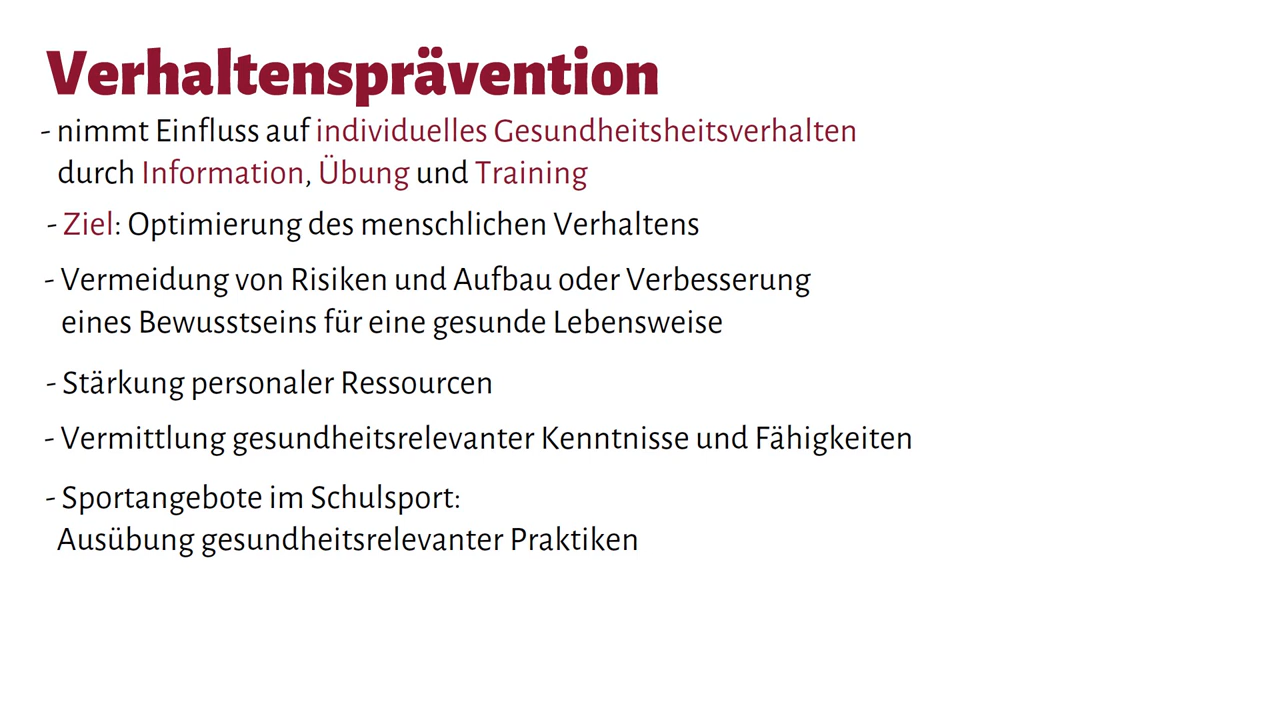 Verhaltensprävention
- nimmt Einfluss auf individuelles Gesundheitsheitsverhalten
durch Information, Übung und Training
- Ziel: Optimierung des menschlichen Verhaltens
- Vermeidung von Risiken und Aufbau oder Verbesserung
eines Bewusstseins für eine gesunde Lebensweise
- Stärkung personaler Ressourcen
- Vermittlung gesundheitsrelevanter Kenntnisse und Fähigkeiten
- Sportangebote im Schulsport:
Ausübung gesundheitsrelevanter Praktiken